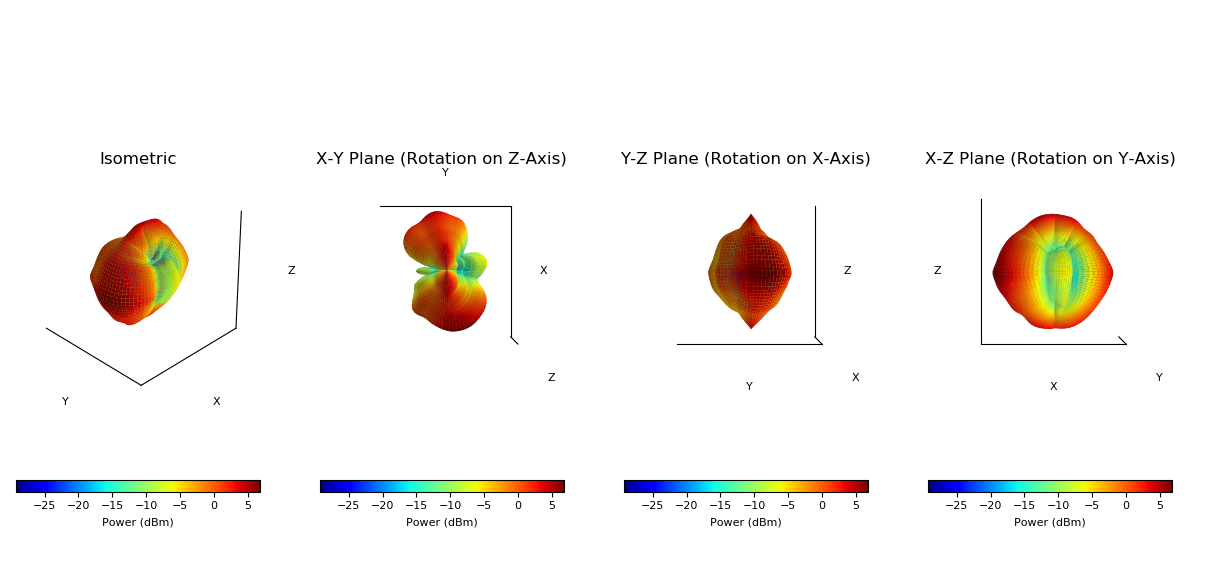 Isometric
X-Y Plane (Rotation on Z-Axis)
Y-Z Plane (Rotation on X-Axis)
X-Z Plane (Rotation on Y-Axis)
Z
Y
X
Y
X
Z
Z
Y
X
Z
X
Y
−25 −20 −15 −10 −5 0 5
Power (dBm)
−25 −20 −15 −10 −5 0 5
Power (dBm)
−25 −20 −15 −10 −5 0 5
Power (dBm)
−25 −20 −15 −10 −5 0 5
Power (dBm)